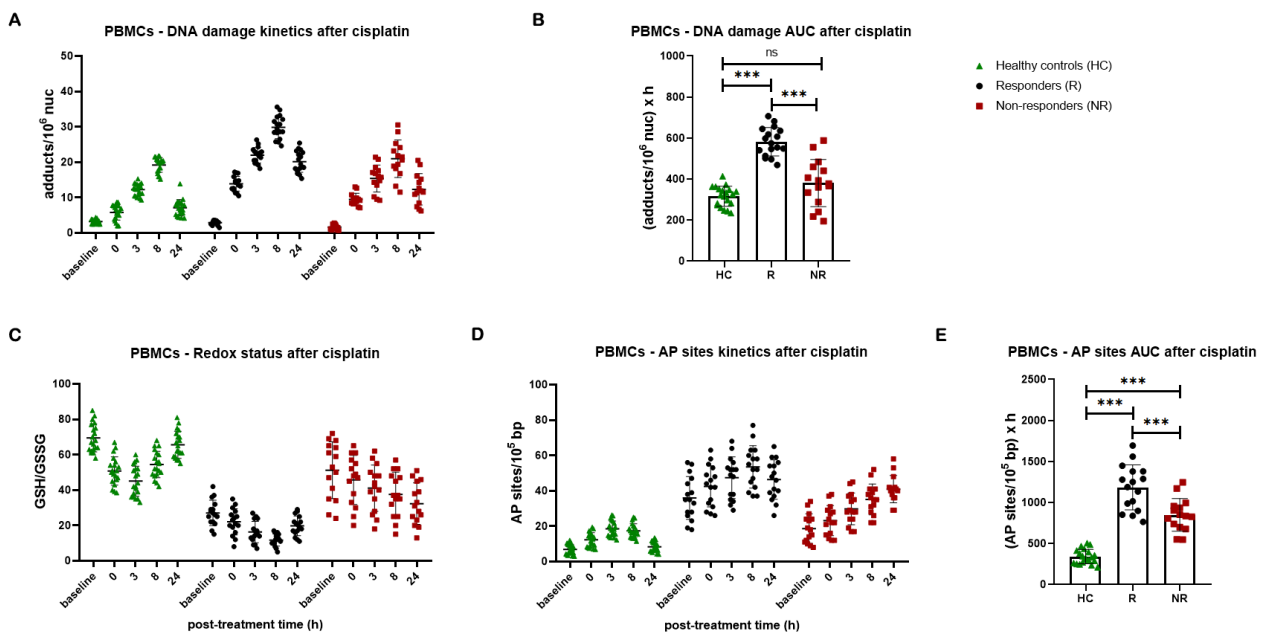 A
PBMCs - DNA damage kinetics after cisplatin
adducts/10⁶ nuc
50
40
30
20
10
0
baseline 0 3 8 24 baseline 0 3 8 24 baseline 0 3 8 24
B
PBMCs - DNA damage AUC after cisplatin
(adducts/10⁶ nuc) x h
1000
800
600
400
200
0
ns
***
***
HC R NR
Healthy controls (HC)
Responders (R)
Non-responders (NR)
C
PBMCs - Redox status after cisplatin
GSH/GSSG
100
80
60
40
20
0
baseline 0 3 8 24 baseline 0 3 8 24 baseline 0 3 8 24
post-treatment time (h)
D
PBMCs - AP sites kinetics after cisplatin
AP sites/10⁵ bp
100
80
60
40
20
0
baseline 0 3 8 24 baseline 0 3 8 24 baseline 0 3 8 24
post-treatment time (h)
E
PBMCs - AP sites AUC after cisplatin
(AP sites/10⁵ bp) x h
2500
2000
1500
1000
500
0
***
***
***
HC R NR